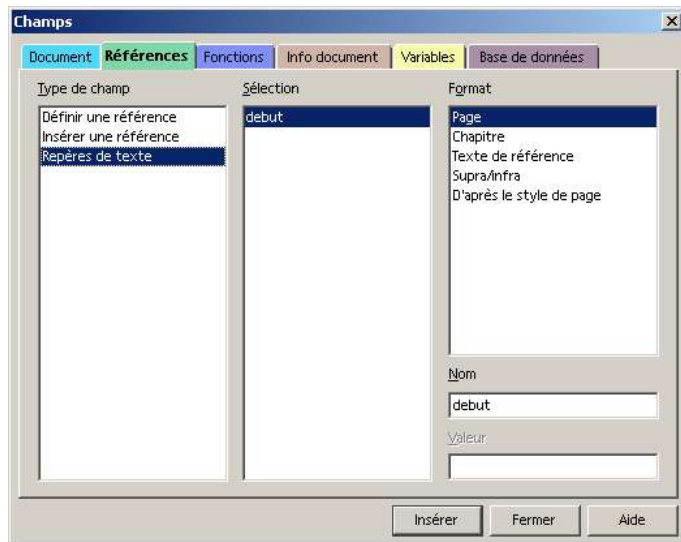 Champs
Document Références Fonctions Info document Variables Base de données
Type de champ
Définir une référence
Insérer une référence
Repères de texte
Sélection
debut
Format
Page
Chapitre
Texte de référence
Supra/infra
D'après le style de page
Nom
debut
Valeur
Insérer Fermer Aide